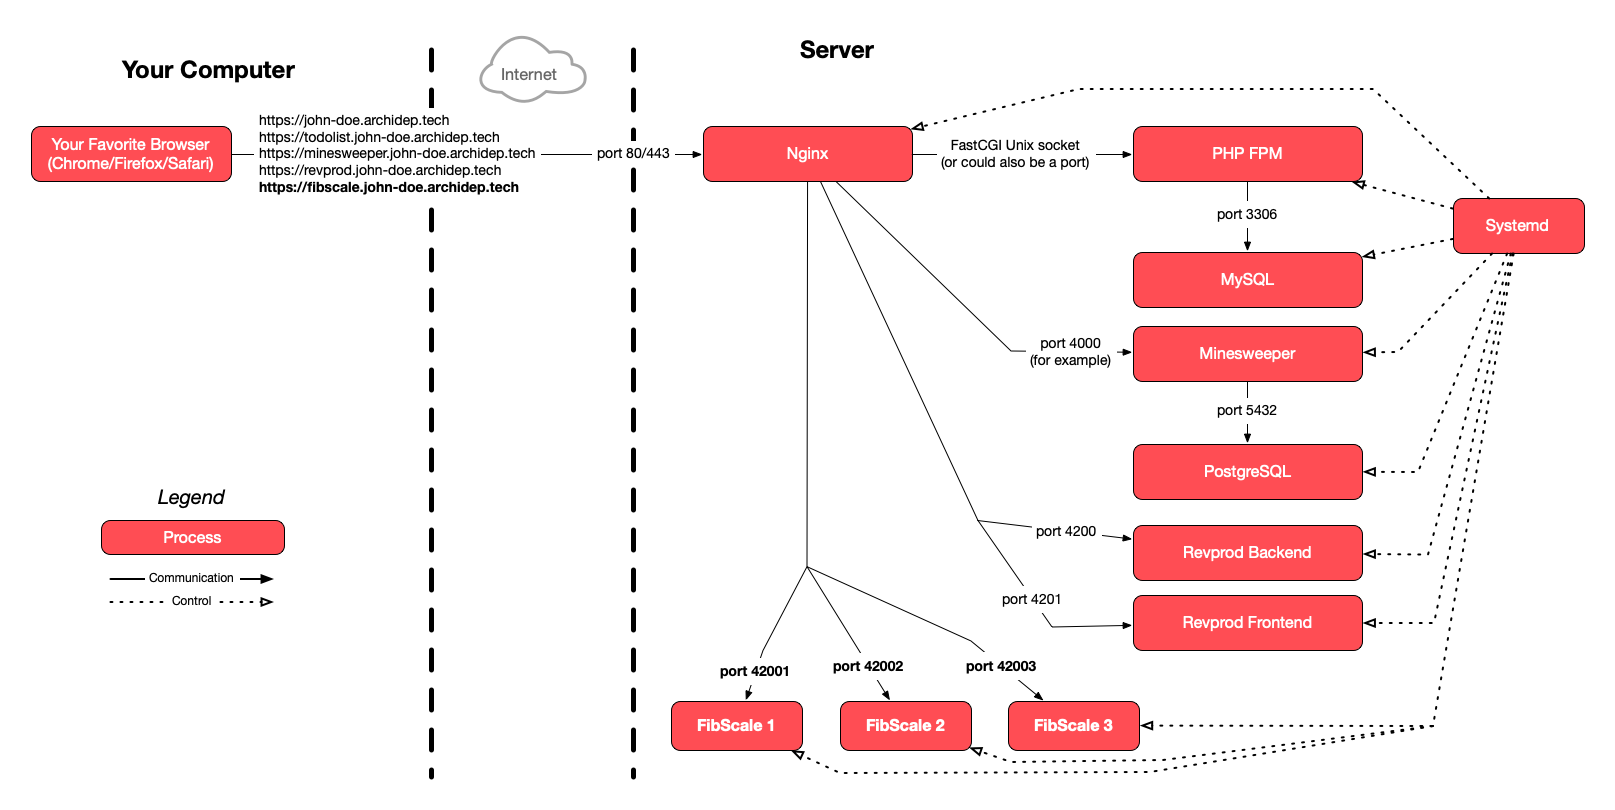 Your Computer
Internet
Server
Your Favorite Browser
(Chrome/Firefox/Safari)
https://john-doe.archidep.tech
https://todolist.john-doe.archidep.tech
https://minesweeper.john-doe.archidep.tech
https://revprod.john-doe.archidep.tech
https://fibscale.john-doe.archidep.tech
port 80/443
Nginx
FastCGI Unix socket
(or could also be a port)
PHP FPM
port 3306
Systemd
MySQL
port 4000
(for example)
Minesweeper
port 5432
PostgreSQL
Legend
Process
Communication
Control
port 4200
Revprod Backend
port 4201
Revprod Frontend
port 42001
port 42002
port 42003
FibScale 1
FibScale 2
FibScale 3